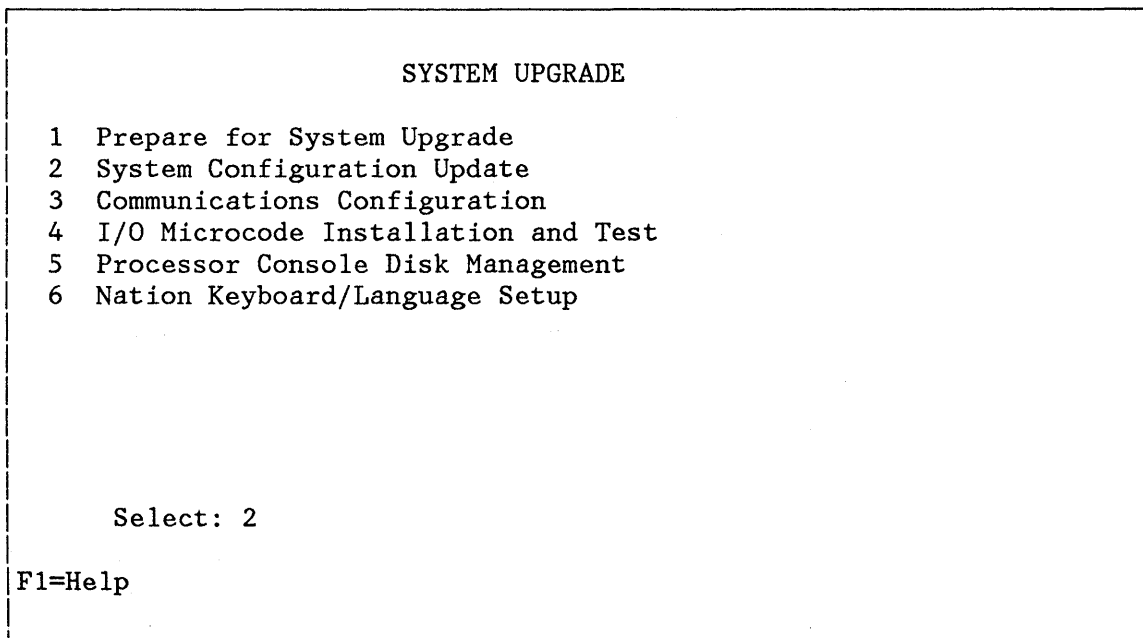 SYSTEM UPGRADE
1 Prepare for System Upgrade
2 System Configuration Update
3 Communications Configuration
4 I/O Microcode Installation and Test
5 Processor Console Disk Management
6 Nation Keyboard/Language Setup
Select: 2
F1=Help